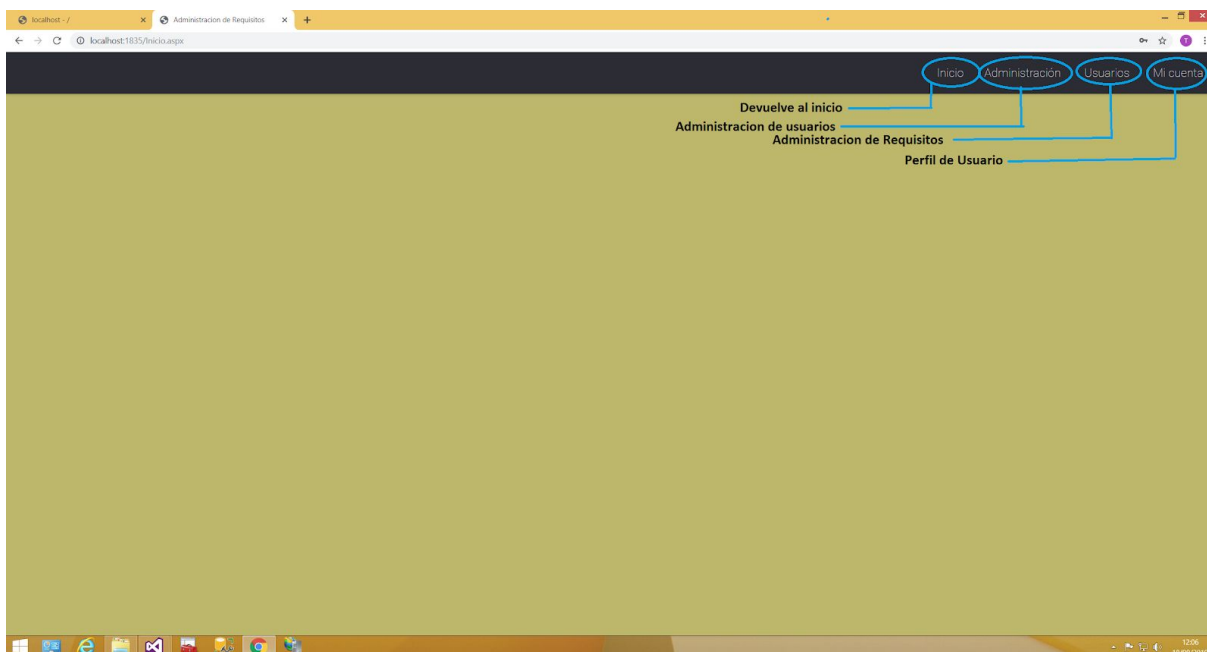 localhost - /
Administracion de Requisitos
localhost:1835/Inicio.aspx
T
Inicio Administración Usuarios Mi cuenta
Devuelve al inicio
Administracion de usuarios
Administracion de Requisitos
Perfil de Usuario
12:06